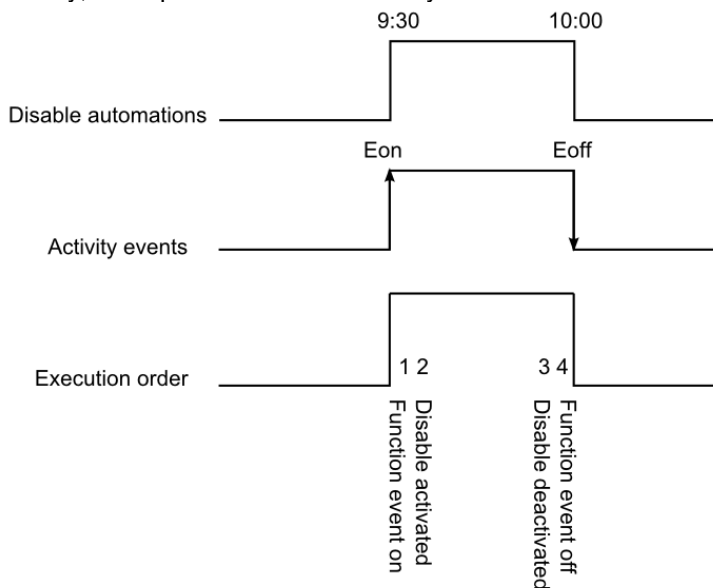 9:30 10:00
Disable automations
Eon Eoff
Activity events
1 2 3 4
Execution order
Function event on
Disable activated
Disable deactivated
Function event off